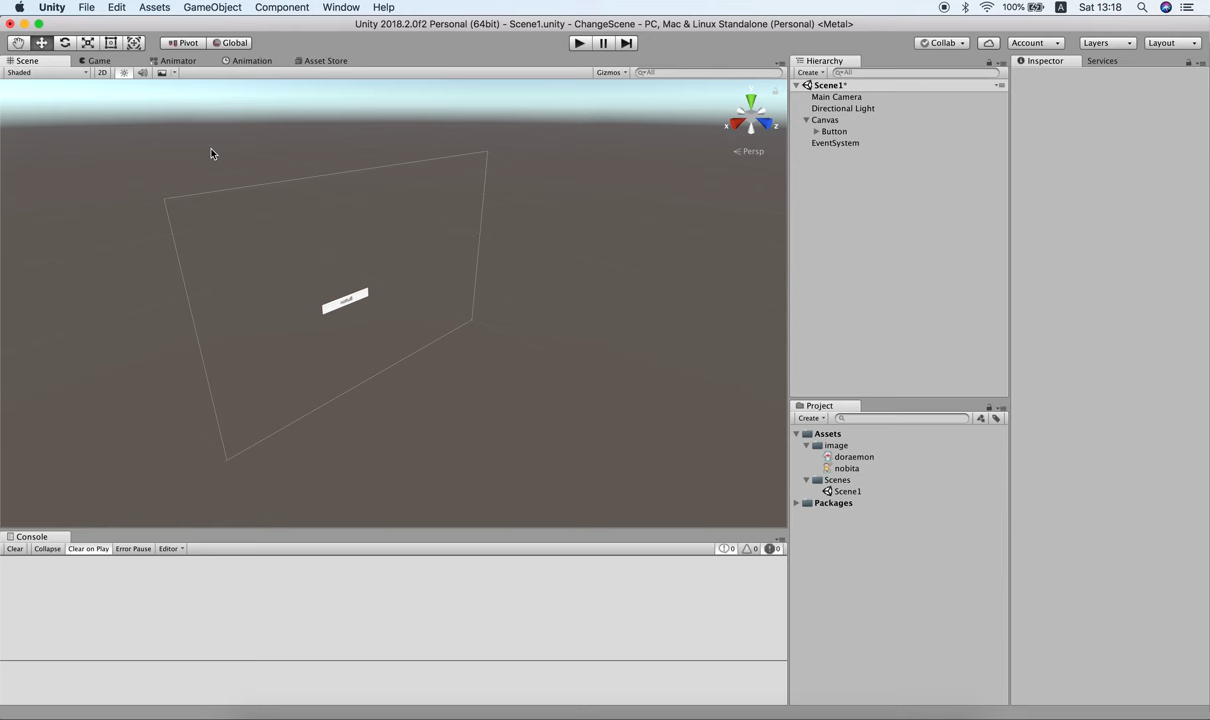 Unity File Edit Assets GameObject Component Window Help 100% A Sat 13:18
Unity 2018.2.0f2 Personal (64bit) - Scene1.unity - ChangeScene - PC, Mac & Linux Standalone (Personal) <Metal>
Pivot Global Collab Account Layers Layout
Scene Game Animator Animation Asset Store
Shaded 2D Gizmos All
y
x z
Persp
Button
Hierarchy
Create All
Scene1*
Main Camera
Directional Light
Canvas
Button
EventSystem
Project
Create
Assets
image
doraemon
nobita
Scenes
Scene1
Packages
Inspector Services
Console
Clear Collapse Clear on Play Error Pause Editor 0 0 0